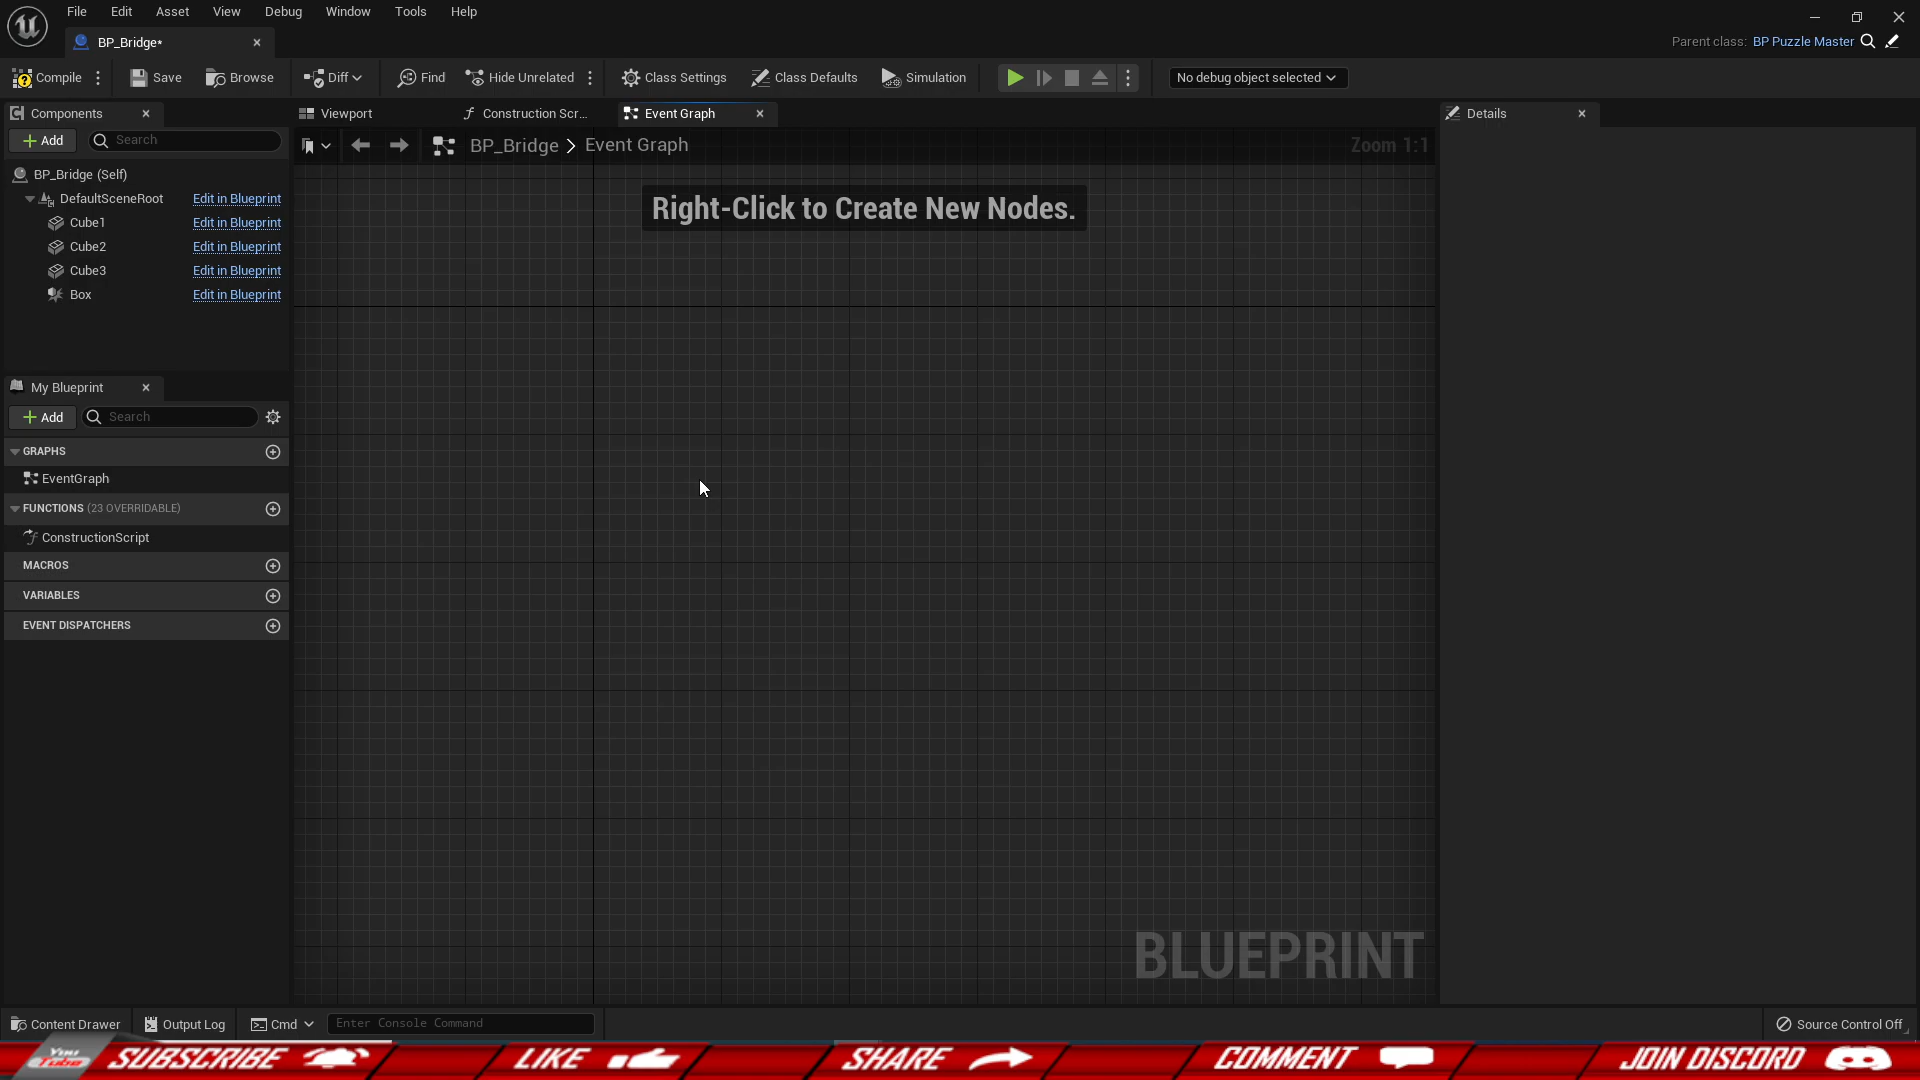 File Edit Asset View Debug Window Tools Help
BP_Bridge*
Parent class: BP Puzzle Master
Compile Save Browse Diff Find Hide Unrelated Class Settings Class Defaults Simulation No debug object selected
Components Viewport Construction Scr... Event Graph Details
Add Search
BP_Bridge > Event Graph Zoom 1:1
BP_Bridge (Self)
DefaultSceneRoot Edit in Blueprint
Cube1 Edit in Blueprint
Cube2 Edit in Blueprint
Cube3 Edit in Blueprint
Box Edit in Blueprint
Right-Click to Create New Nodes.
My Blueprint
Add Search
GRAPHS
EventGraph
FUNCTIONS (23 OVERRIDABLE)
ConstructionScript
MACROS
VARIABLES
EVENT DISPATCHERS
BLUEPRINT
Content Drawer Output Log Cmd Enter Console Command Source Control Off
SUBSCRIBE LIKE SHARE COMMENT JOIN DISCORD